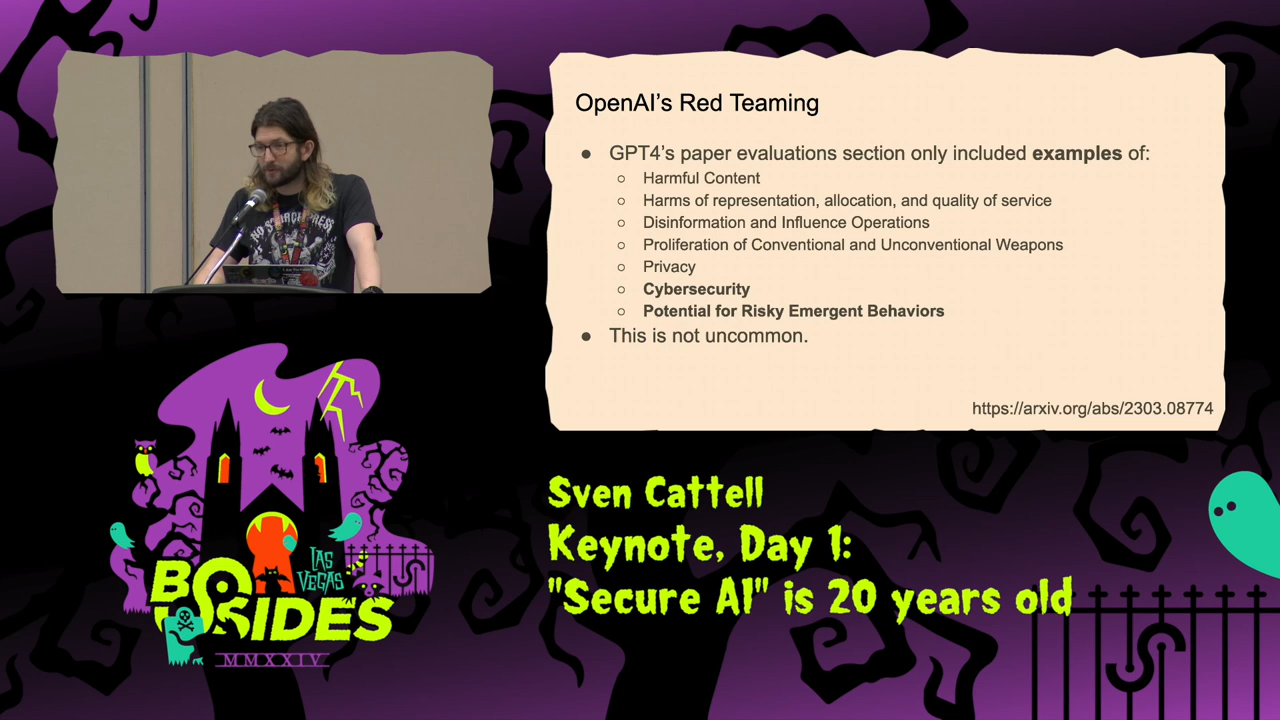 OpenAI's Red Teaming
● GPT4's paper evaluations section only included examples of:
○ Harmful Content
○ Harms of representation, allocation, and quality of service
○ Disinformation and Influence Operations
○ Proliferation of Conventional and Unconventional Weapons
○ Privacy
○ Cybersecurity
○ Potential for Risky Emergent Behaviors
● This is not uncommon.
https://arxiv.org/abs/2303.08774
NO STARCH PRESS
LAS
VEGAS
BSIDES
MMXXIV
Sven Cattell
Keynote, Day 1:
"Secure AI" is 20 years old